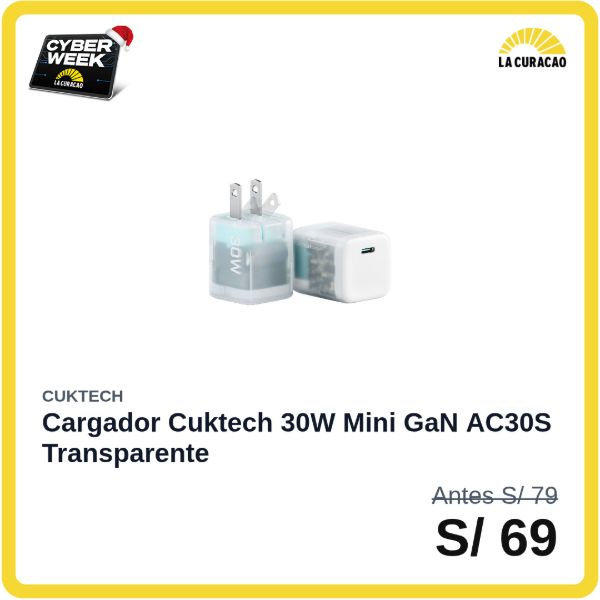 CYBER
WEEK
LA CURACAO
LA CURACAO
30W
CUKTECH
Cargador Cuktech 30W Mini GaN AC30S
Transparente
Antes S/ 79
S/ 69